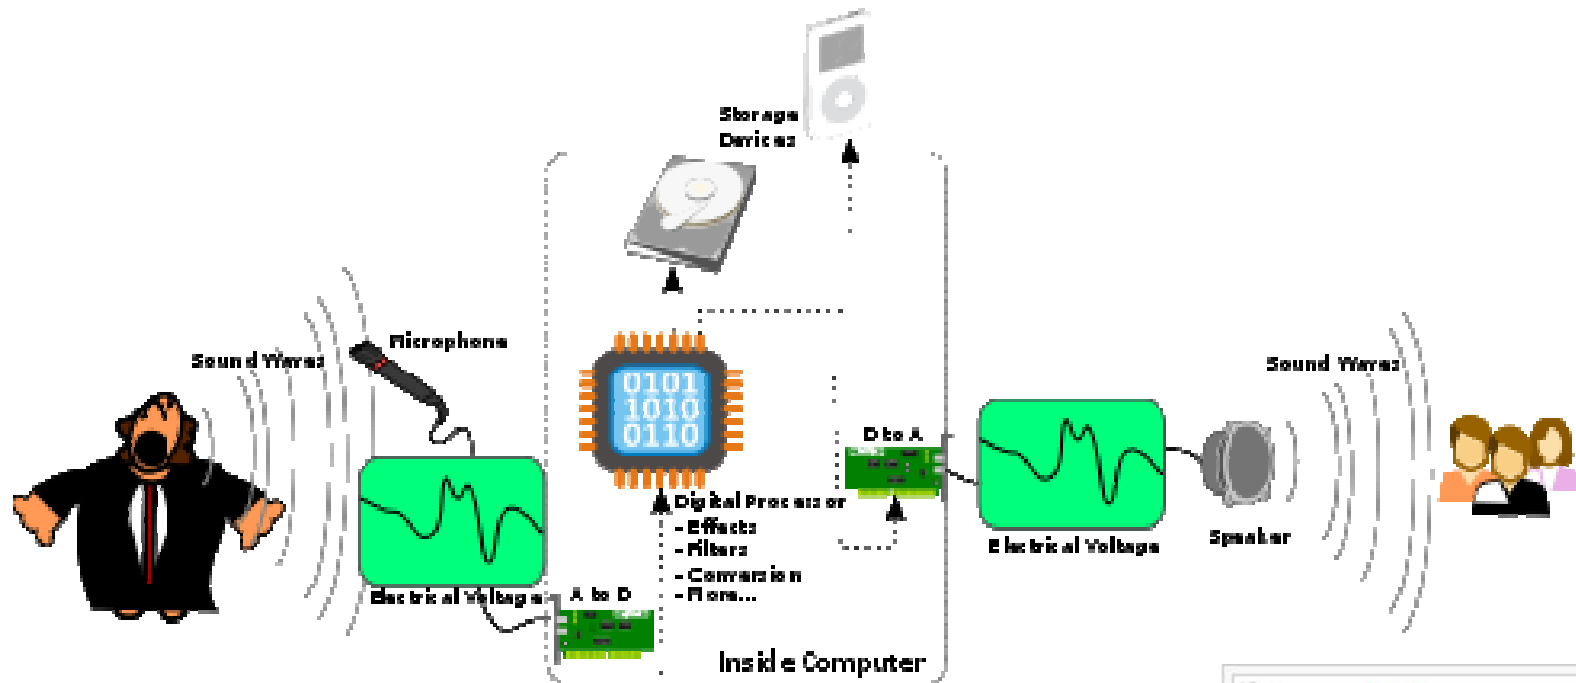 Storage
Devices
Microphone
Sound Waves
Sound Waves
0101
1010
0110
D to A
Digital Processor
- Effects
- Filters
- Conversion
- More...
Electrical Voltage
Speaker
Electrical Voltage
A to D
Inside Computer